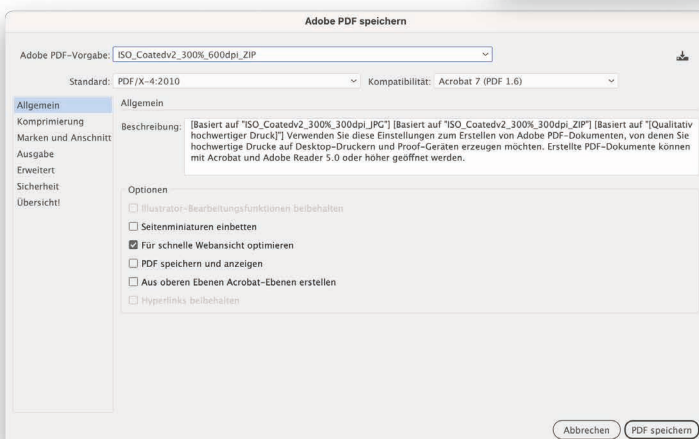 Adobe PDF speichern
Adobe PDF-Vorgabe: ISO_Coatedv2_300%_600dpi_ZIP
Standard: PDF/X-4:2010 Kompatibilität: Acrobat 7 (PDF 1.6)
Allgemein
Komprimierung
Marken und Anschnitt
Ausgabe
Erweitert
Sicherheit
Übersicht!
Allgemein
Beschreibung: [Basiert auf "ISO_Coatedv2_300%_300dpi_JPG"] [Basiert auf "ISO_Coatedv2_300%_300dpi_ZIP"] [Basiert auf "[Qualitativ
hochwertiger Druck]"] Verwenden Sie diese Einstellungen zum Erstellen von Adobe PDF-Dokumenten, von denen Sie
hochwertige Drucke auf Desktop-Druckern und Proof-Geräten erzeugen möchten. Erstellte PDF-Dokumente können
mit Acrobat und Adobe Reader 5.0 oder höher geöffnet werden.
Optionen
Illustrator-Bearbeitungsfunktionen beibehalten
Seitenminiaturen einbetten
Für schnelle Webansicht optimieren
PDF speichern und anzeigen
Aus oberen Ebenen Acrobat-Ebenen erstellen
Hyperlinks beibehalten
Abbrechen PDF speichern